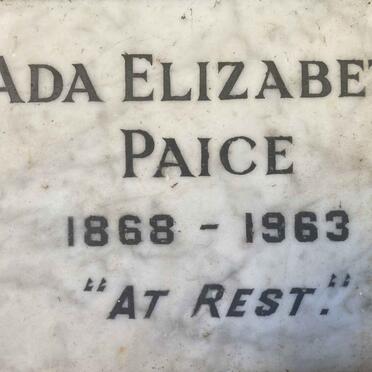 ADA ELIZABET
PAICE
1868 - 1963
"AT REST."